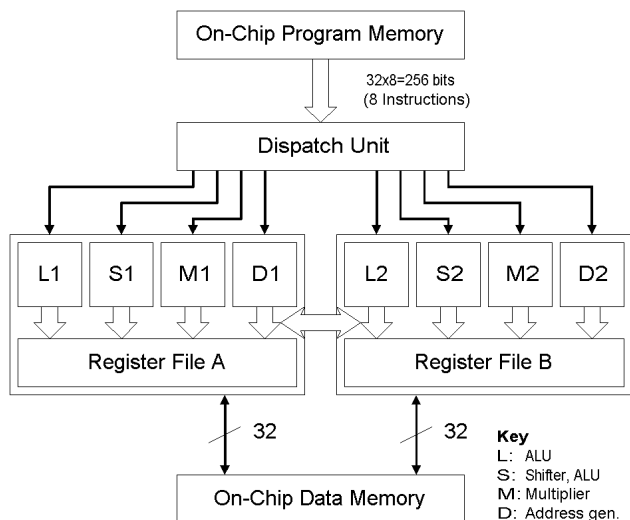 On-Chip Program Memory
32x8=256 bits
(8 Instructions)
Dispatch Unit
L1 S1 M1 D1 L2 S2 M2 D2
Register File A Register File B
32 32
Key
L: ALU
S: Shifter, ALU
M: Multiplier
D: Address gen.
On-Chip Data Memory